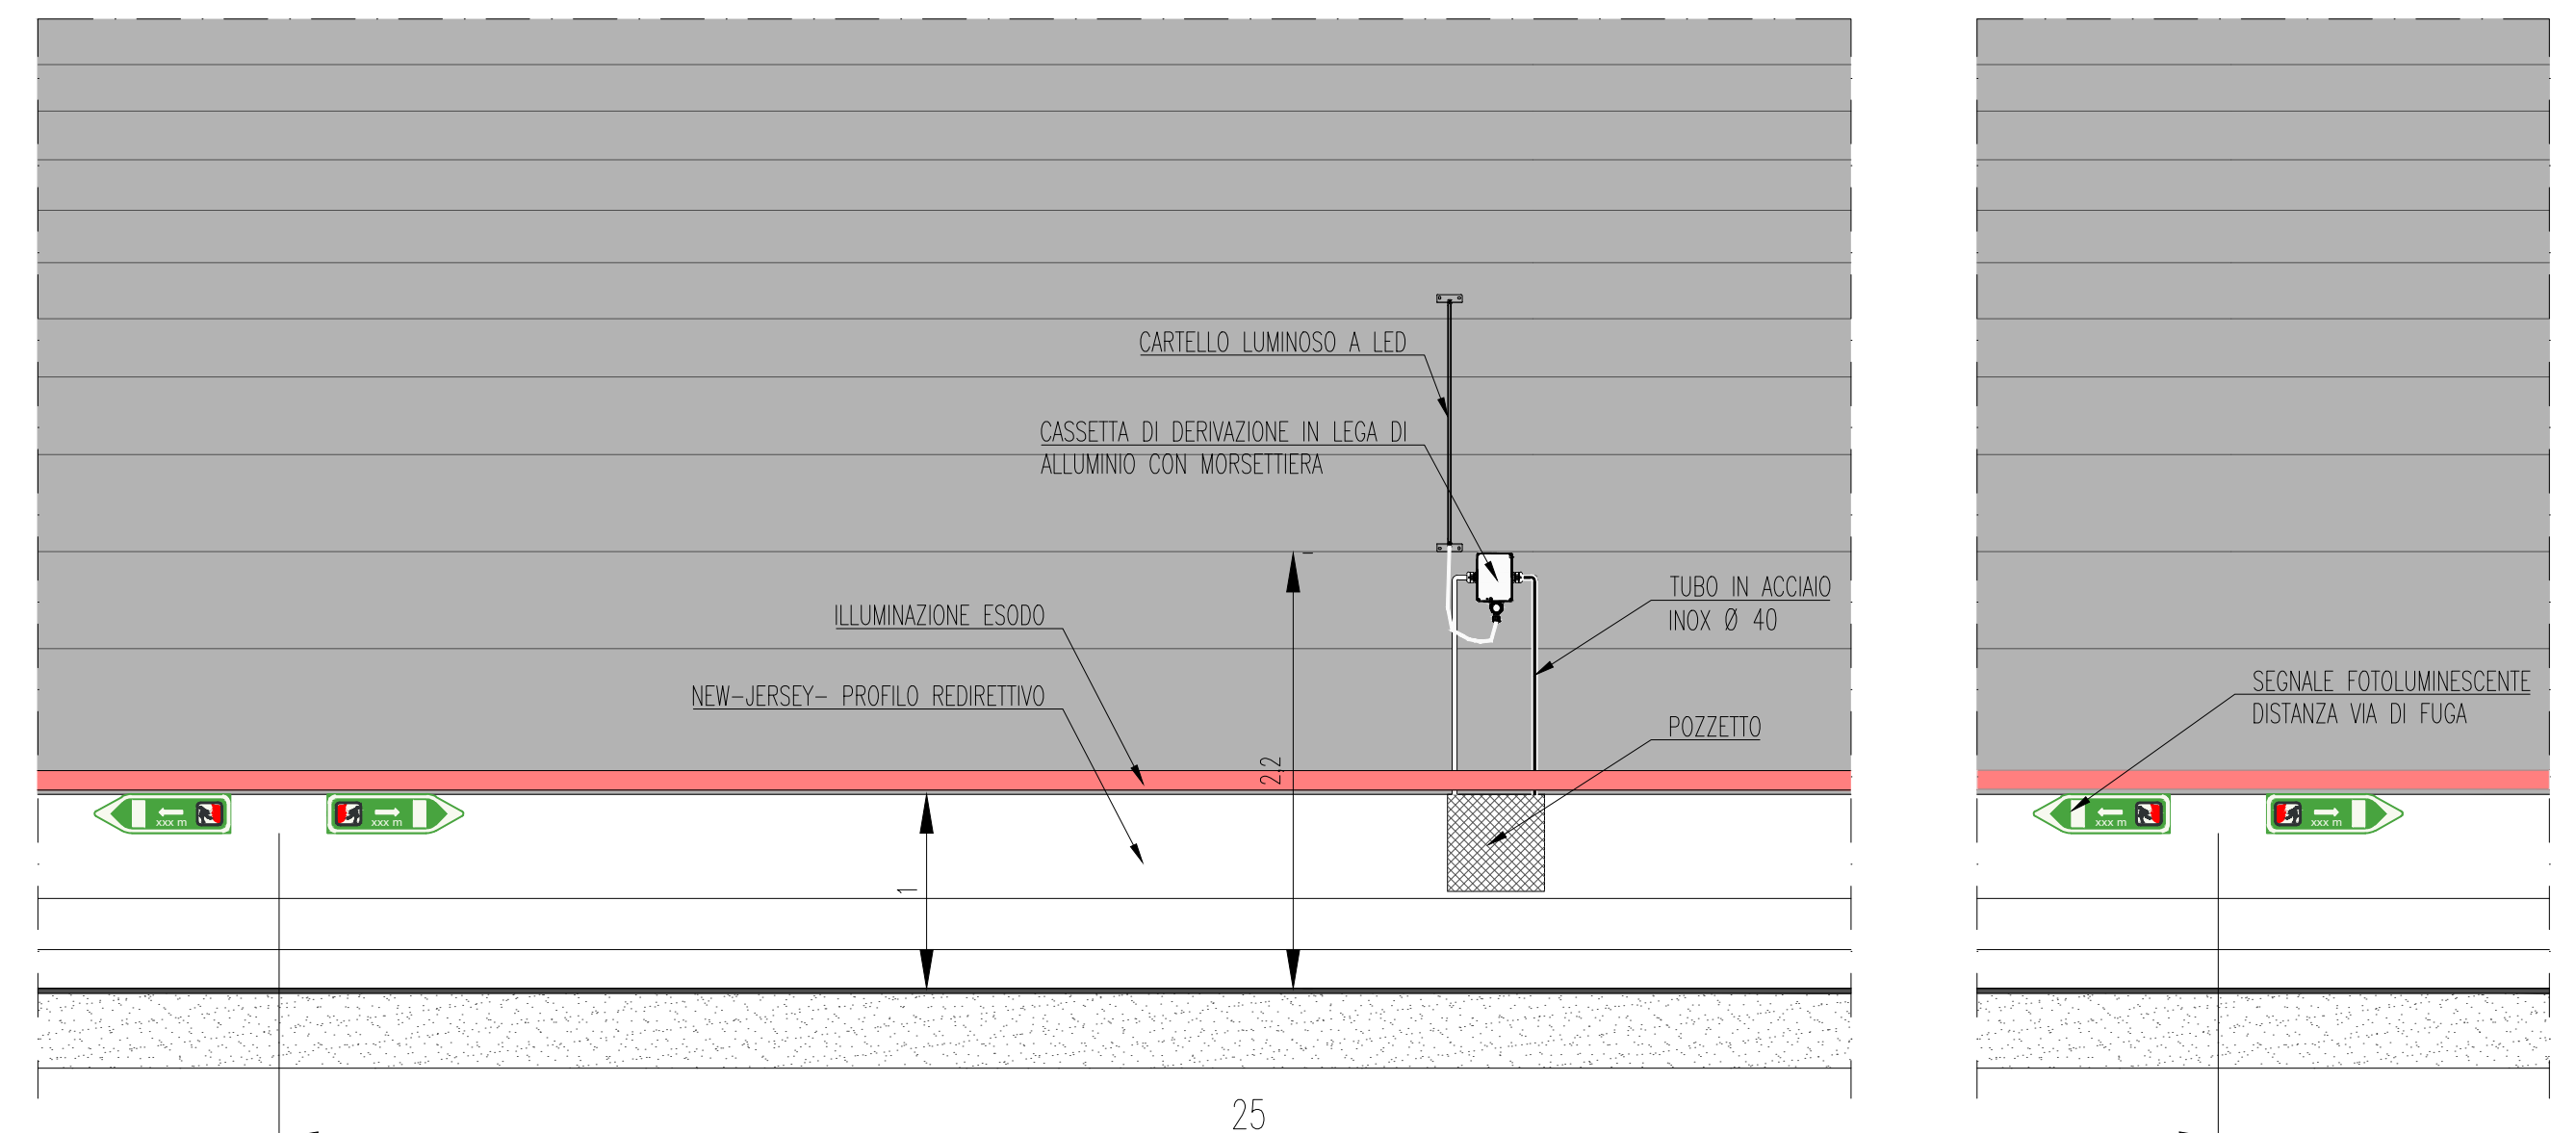 CARTELLO LUMINOSO A LED
CASSETTA DI DERIVAZIONE IN LEGA DI
ALLUMINIO CON MORSETTIERA
TUBO IN ACCIAIO
INOX Ø 40
ILLUMINAZIONE ESODO
NEW-JERSEY- PROFILO REDIRETTIVO
POZZETTO
SEGNALE FOTOLUMINESCENTE
DISTANZA VIA DI FUGA
2,2
xxx m
xxx m
xxx m
xxx m
1
25